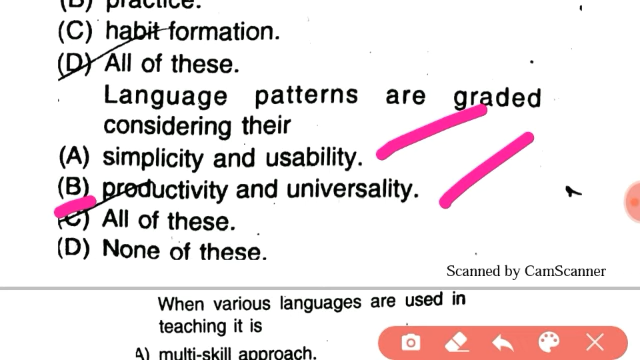 (B) practice.
(C) habit formation.
(D) All of these.
Language patterns are graded
considering their
(A) simplicity and usability.
(B) productivity and universality.
(C) All of these.
(D) None of these.
Scanned by CamScanner
When various languages are used in
teaching it is
A) multi-skill approach.